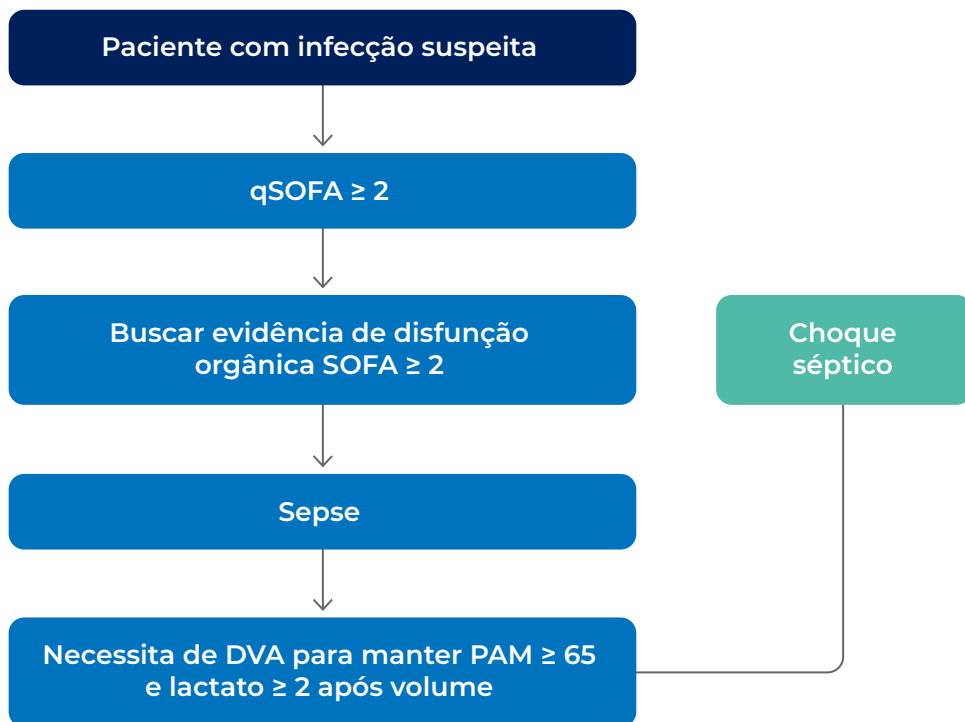 Paciente com infecção suspeita
qSOFA ≥ 2
Buscar evidência de disfunção
orgânica SOFA ≥ 2
Choque
séptico
Sepse
Necessita de DVA para manter PAM ≥ 65
e lactato ≥ 2 após volume